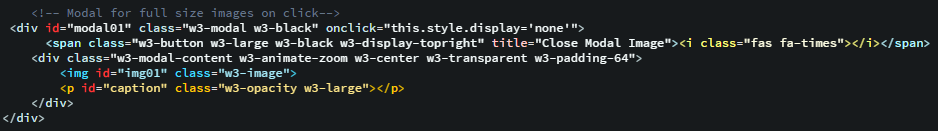 <!-- Modal for full size images on click-->
<div id="modal01" class="w3-modal w3-black" onclick="this.style.display='none'">
<span class="w3-button w3-large w3-black w3-display-topright" title="Close Modal Image"><i class="fas fa-times"></i></span>
<div class="w3-modal-content w3-animate-zoom w3-center w3-transparent w3-padding-64">
<img id="img01" class="w3-image">
<p id="caption" class="w3-opacity w3-large"></p>
</div>
</div>